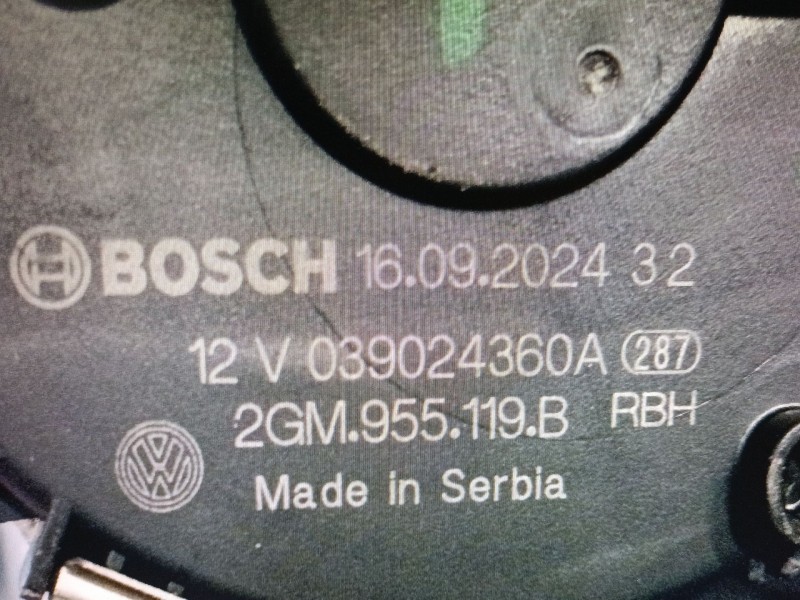 BOSCH 16.09.2024 32
12 V 039024360A 287
2GM.955.119.B RBH
Made in Serbia